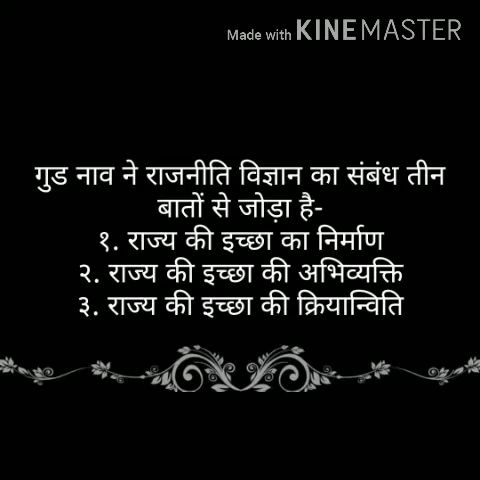 Made with KINEMASTER
गुड नाव ने राजनीति विज्ञान का संबंध तीन
बातों से जोड़ा है-
१. राज्य की इच्छा का निर्माण
२. राज्य की इच्छा की अभिव्यक्ति
३. राज्य की इच्छा की क्रियान्विति